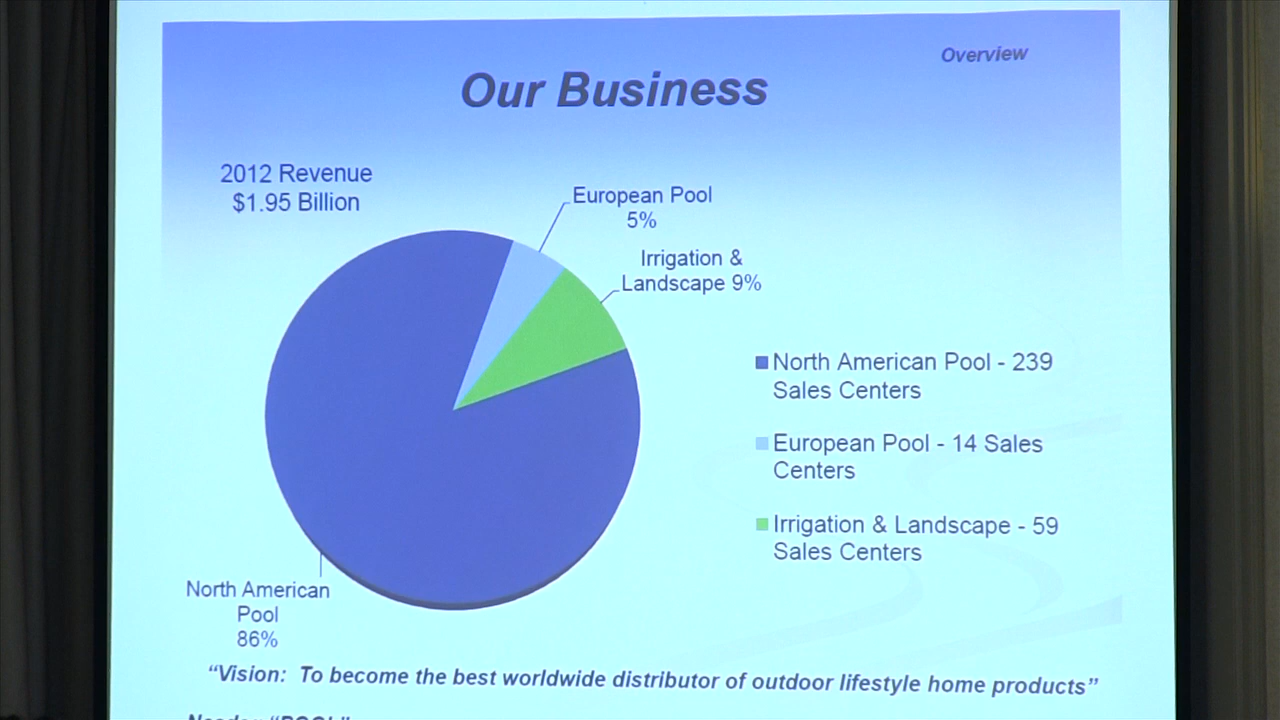 Overview
Our Business
2012 Revenue
$1.95 Billion
European Pool
5%
Irrigation &
Landscape 9%
North American Pool - 239
Sales Centers
European Pool - 14 Sales
Centers
Irrigation & Landscape - 59
Sales Centers
North American
Pool
86%
“Vision: To become the best worldwide distributor of outdoor lifestyle home products”